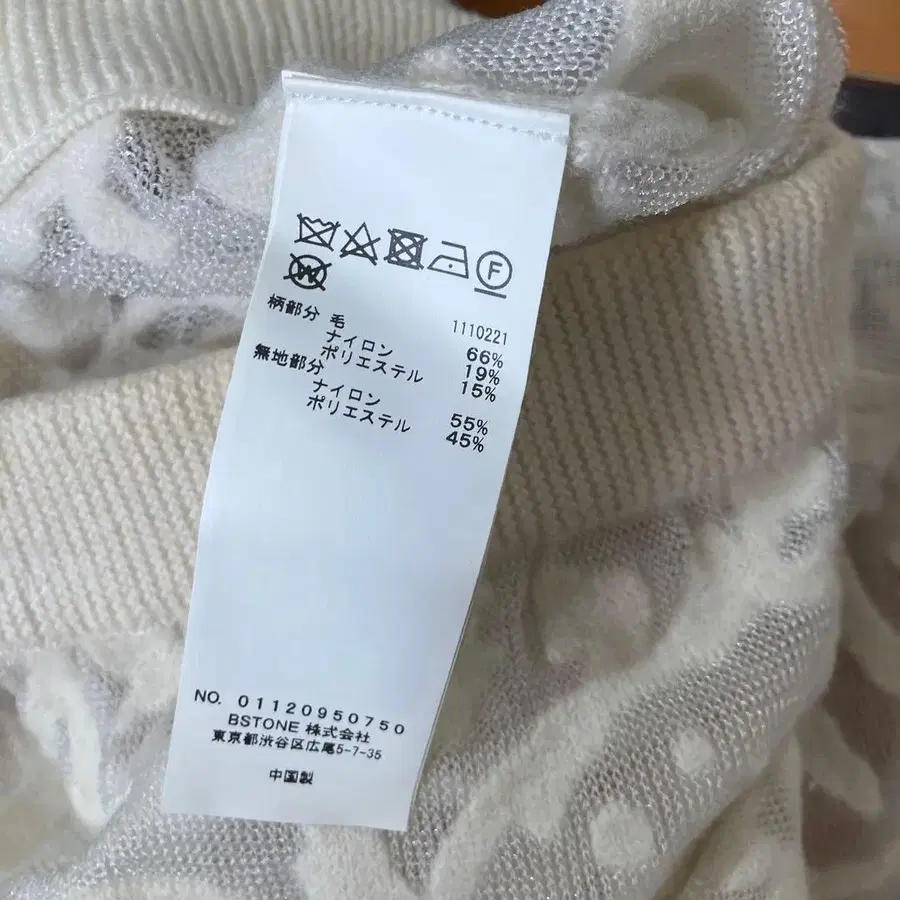 F
W
1110221
柄部分 毛 66%
ナイロン 19%
ポリエステル 15%
無地部分
ナイロン 55%
ポリエステル 45%
NO. 01120950750
BSTONE 株式会社
東京都渋谷区広尾5-7-35
中国製